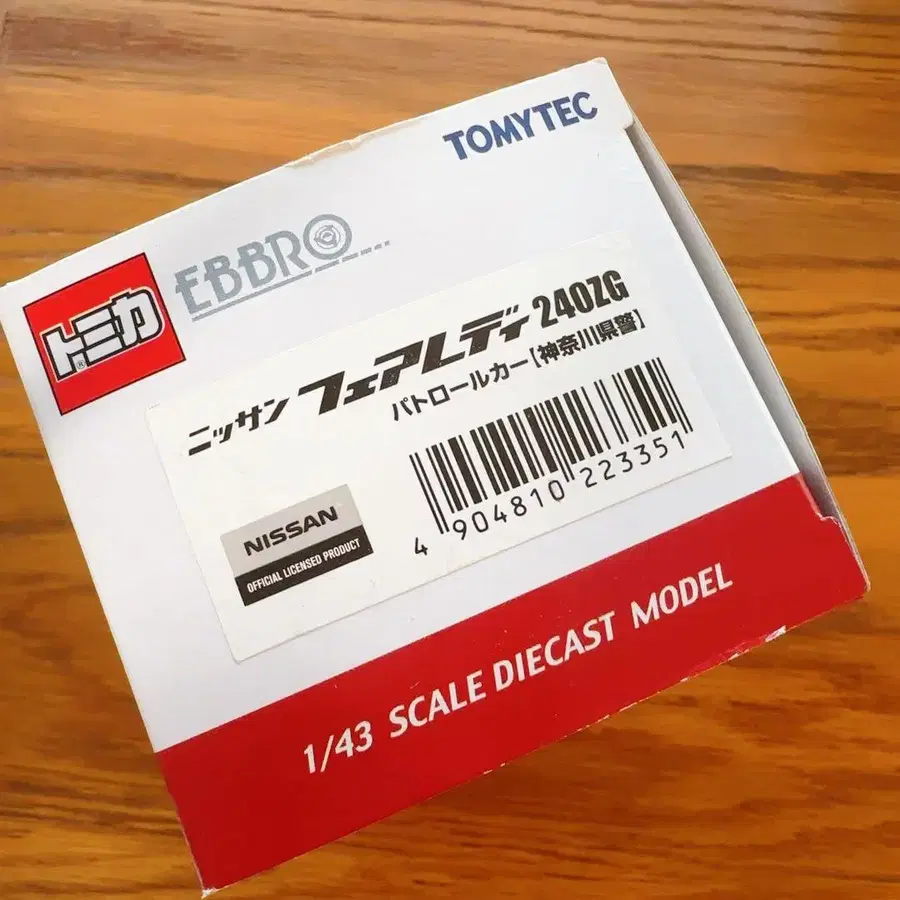 TOMYTEC
EBBRO
トミカ
ニッサン フェアレディ 240ZG
パトロールカー【神奈川県警】
4 904810 223351
NISSAN
OFFICIAL LICENSED PRODUCT
1/43 SCALE DIECAST MODEL